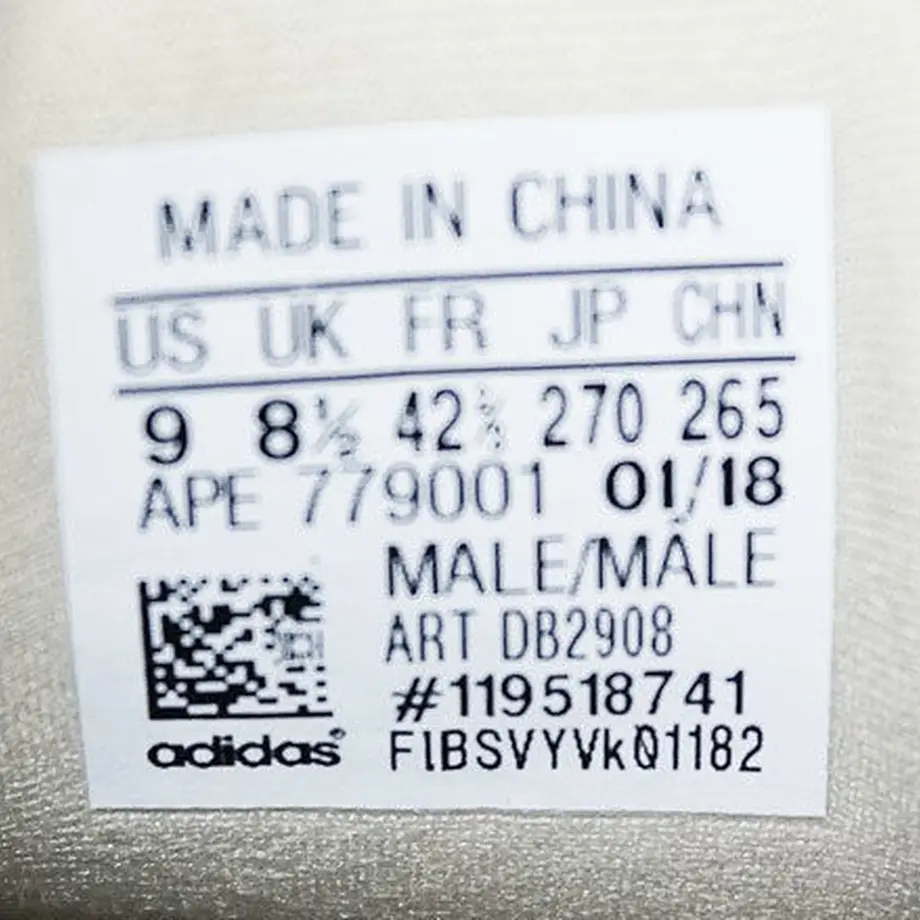 MADE IN CHINA
US UK FR JP CHN
9 8½ 42⅔ 270 265
APE 779001 01/18
MALE/MÂLE
ART DB2908
#119518741
adidas®
FlBSVYVkQ1182